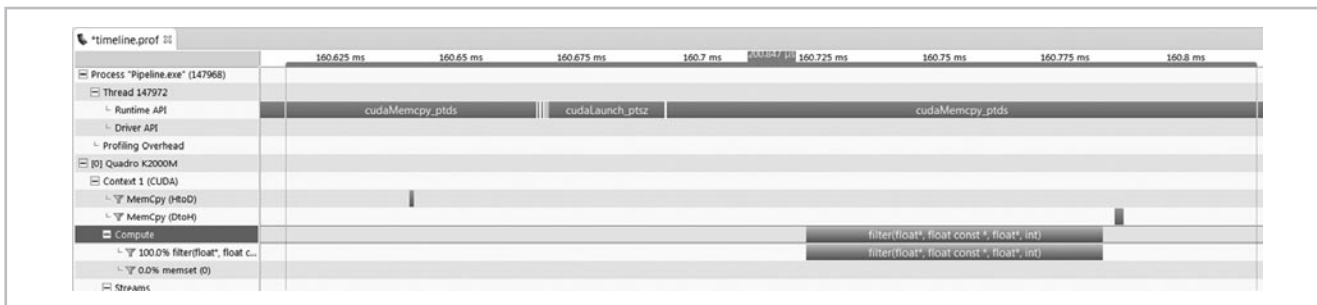 *timeline.prof
160.625 ms 160.65 ms 160.675 ms 160.7 ms 160.725 ms 160.75 ms 160.775 ms 160.8 ms
Process "Pipeline.exe" (147968)
Thread 147972
Runtime API cudaMemcpy_ptds cudaLaunch_ptsz cudaMemcpy_ptds
Driver API
Profiling Overhead
[0] Quadro K2000M
Context 1 (CUDA)
MemCpy (HtoD)
MemCpy (DtoH)
Compute filter(float*, float const *, float*, int)
100.0% filter(float*, float c... filter(float*, float const *, float*, int)
0.0% memset (0)
Streams